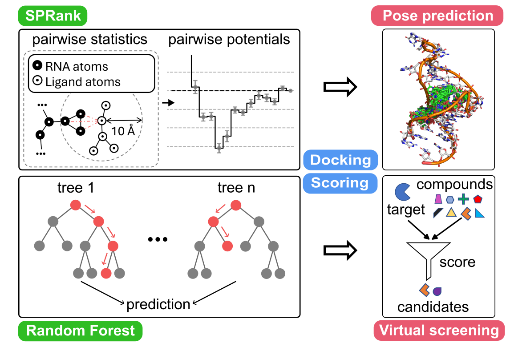 SPRank
Pose prediction
pairwise statistics
pairwise potentials
RNA atoms
Ligand atoms
10 Å
Docking
Scoring
tree 1
tree n
prediction
compounds
target
score
candidates
Random Forest
Virtual screening